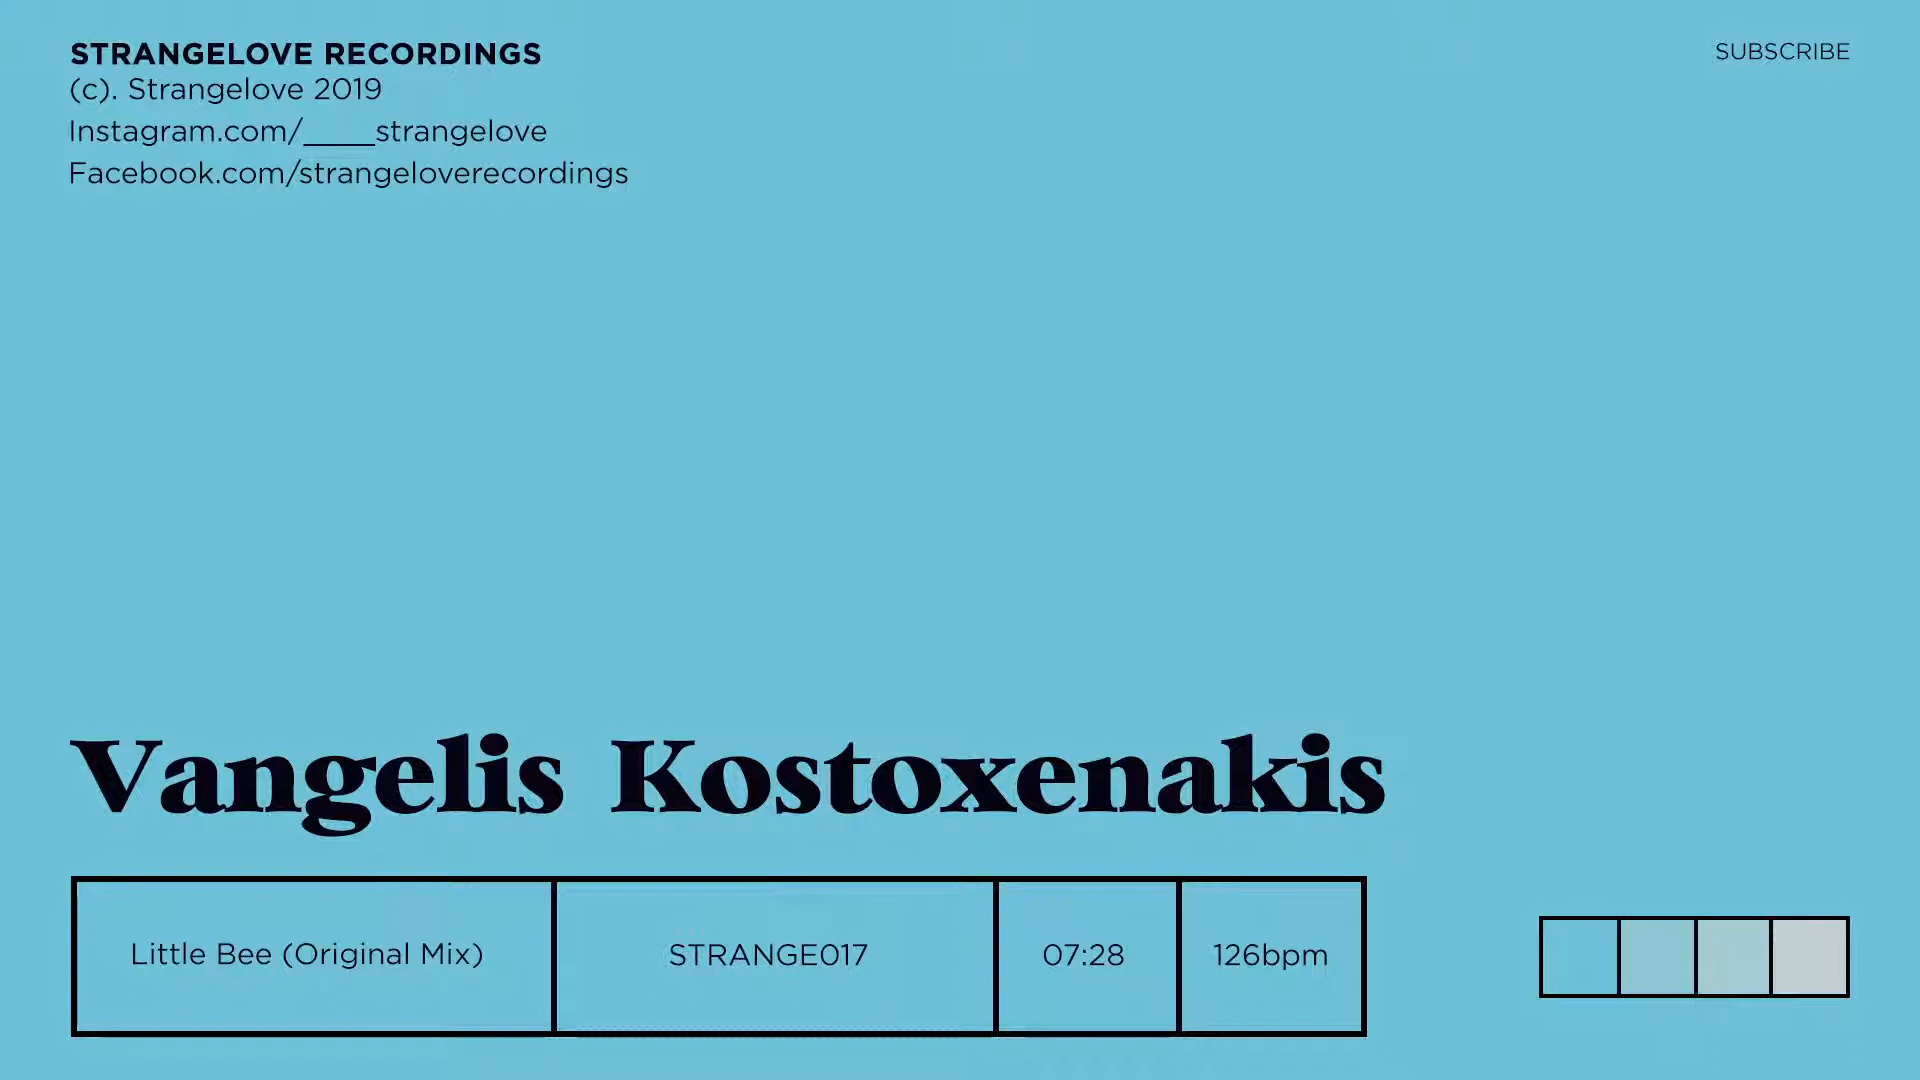 STRANGELOVE RECORDINGS
(c). Strangelove 2019
Instagram.com/____strangelove
Facebook.com/strangeloverecordings
SUBSCRIBE
Vangelis Kostoxenakis
Little Bee (Original Mix)
STRANGE017
07:28
126bpm